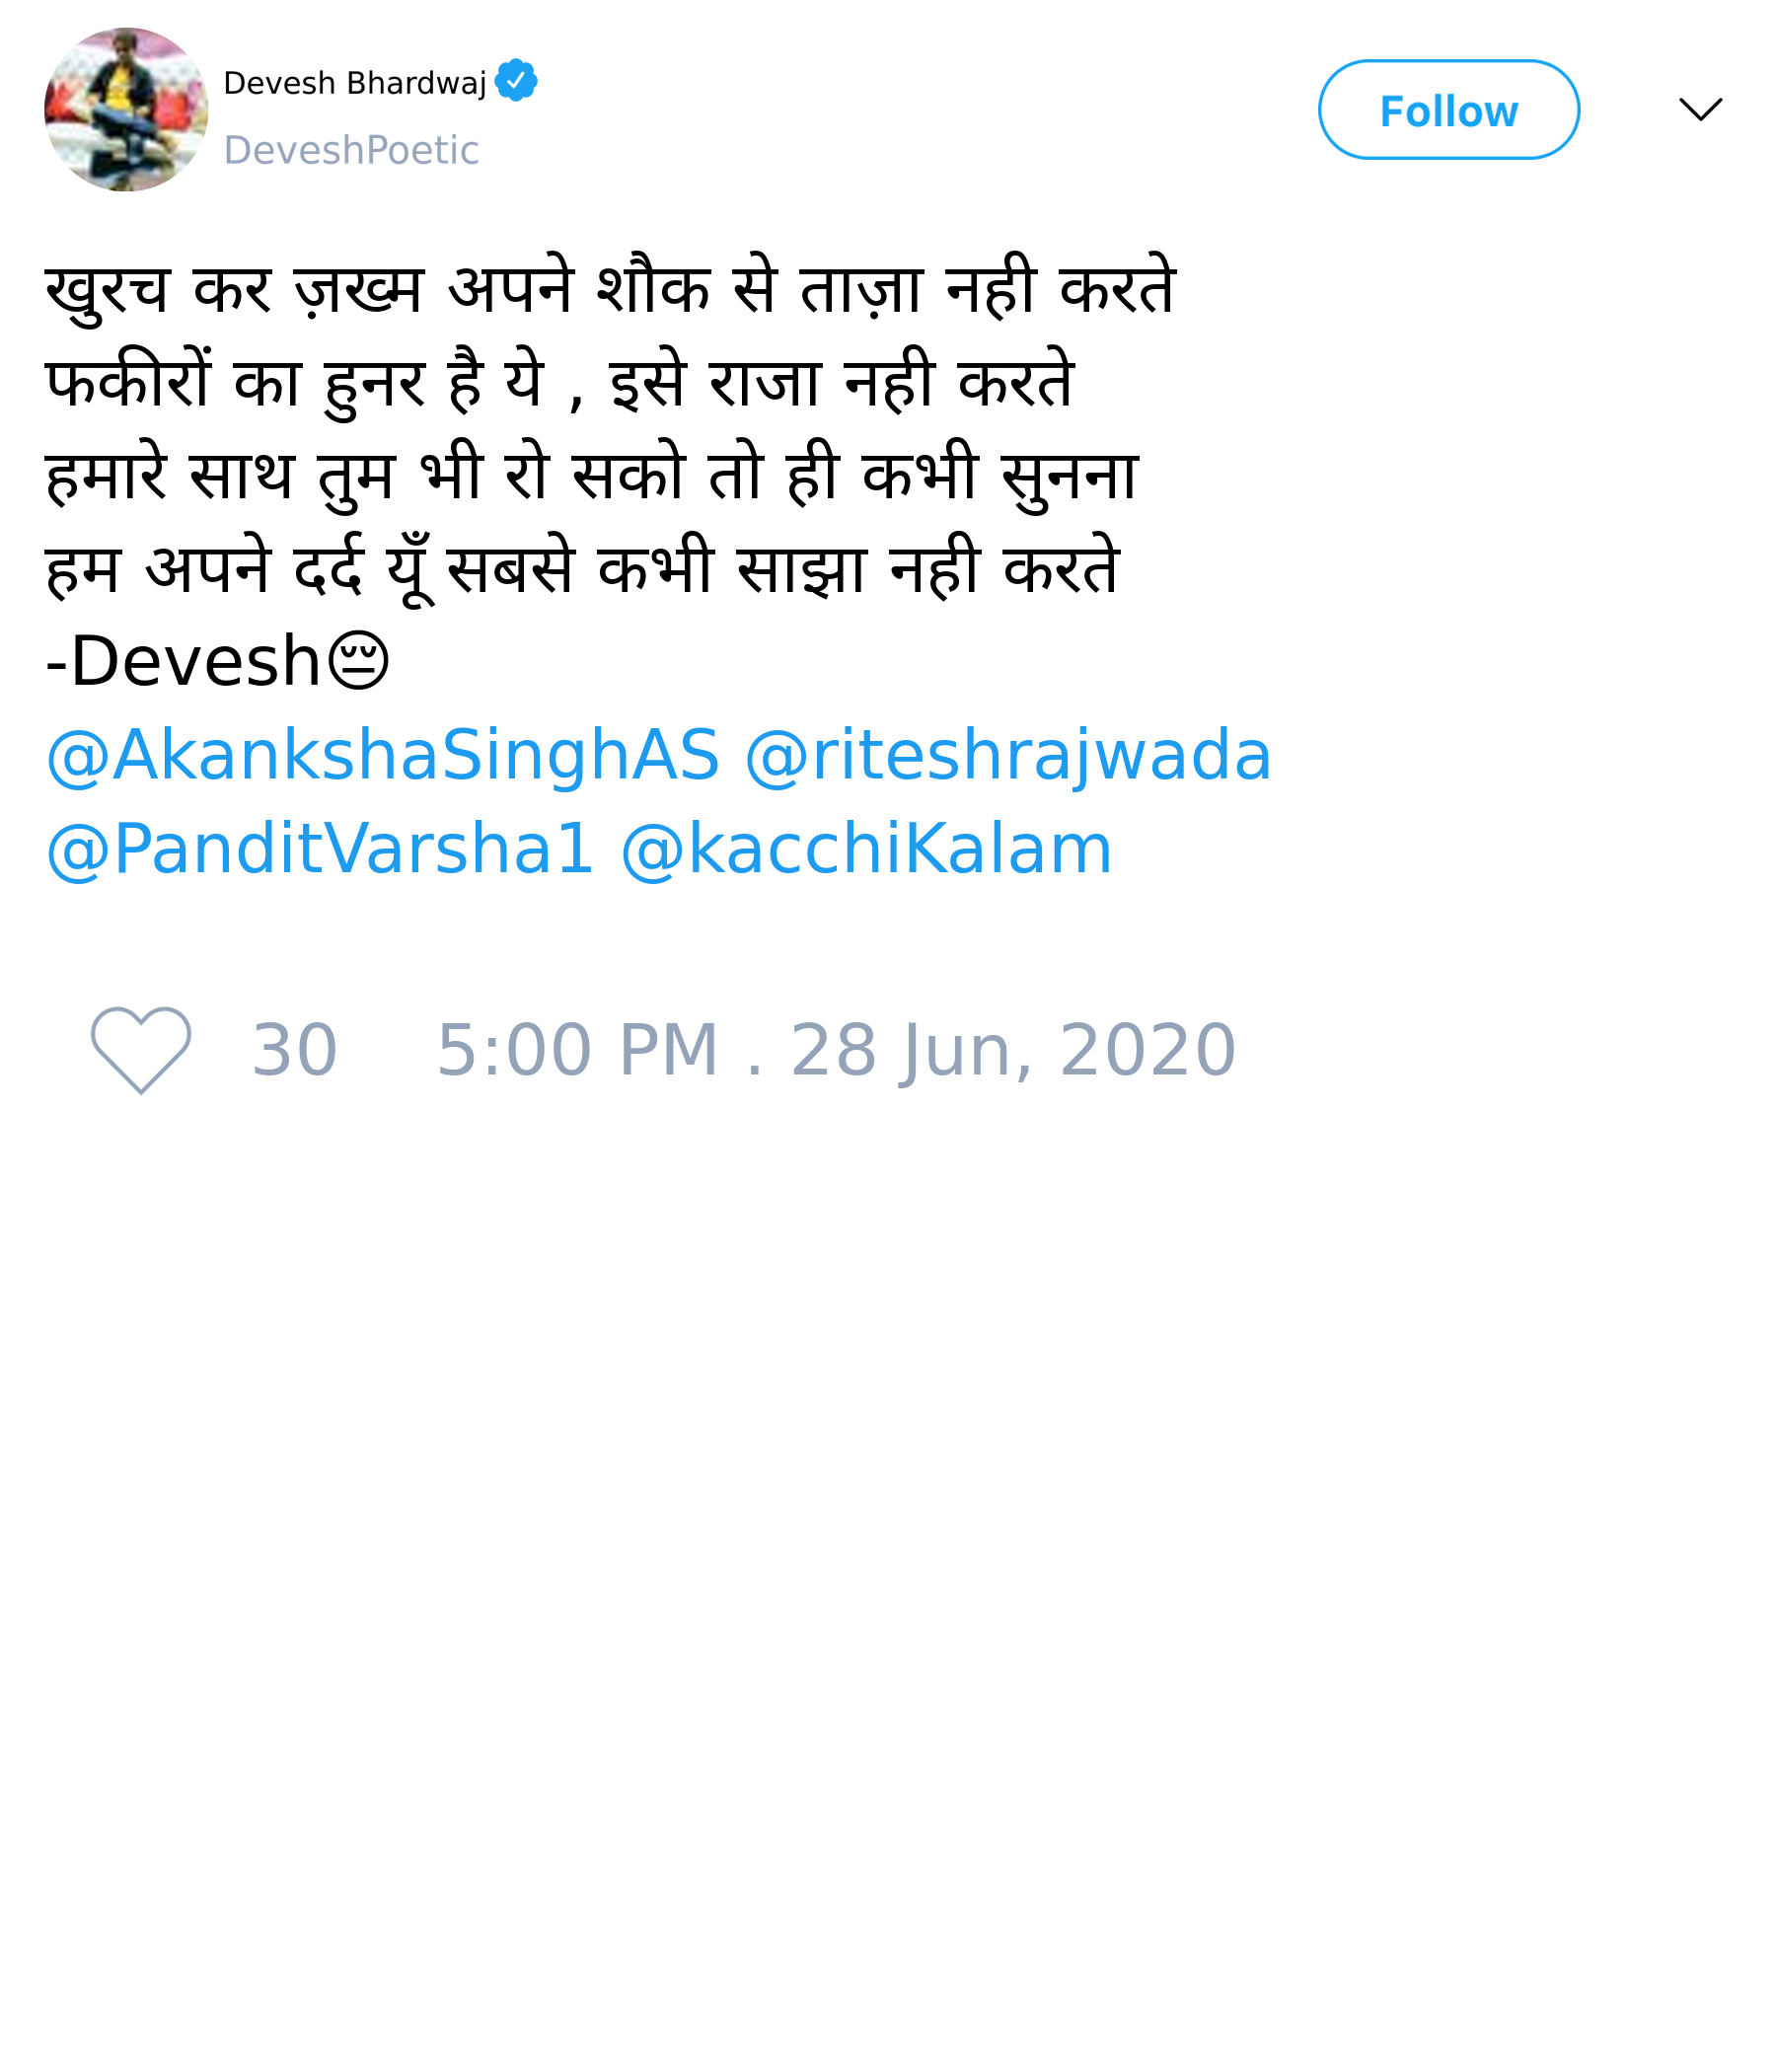 Devesh Bhardwaj
DeveshPoetic
Follow
खुरच कर ज़ख्म अपने शौक से ताज़ा नही करते
फकीरों का हुनर है ये , इसे राजा नही करते
हमारे साथ तुम भी रो सको तो ही कभी सुनना
हम अपने दर्द यूँ सबसे कभी साझा नही करते
-Devesh😔
@AkankshaSinghAS @riteshrajwada
@PanditVarsha1 @kacchiKalam
30 5:00 PM . 28 Jun, 2020